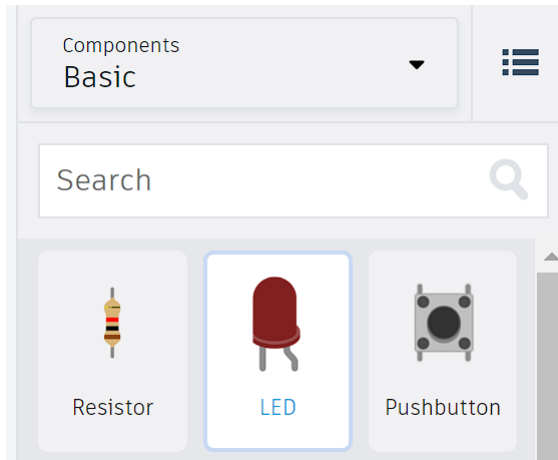 Components
Basic
Search
Resistor
LED
Pushbutton